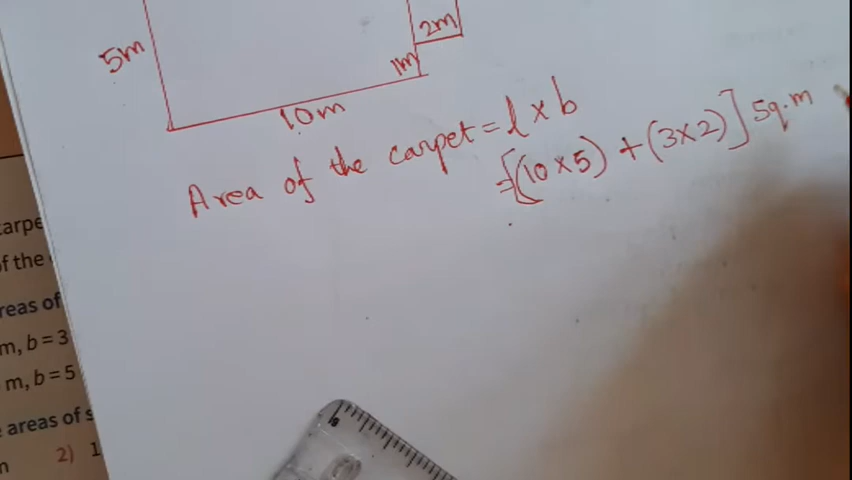 5m
2m
1m
10m
Area of the carpet = l × b
= [(10 × 5) + (3 × 2)] Sq.m
carpe
of the
reas of
m, b = 3
m, b = 5
areas of s
2) 1